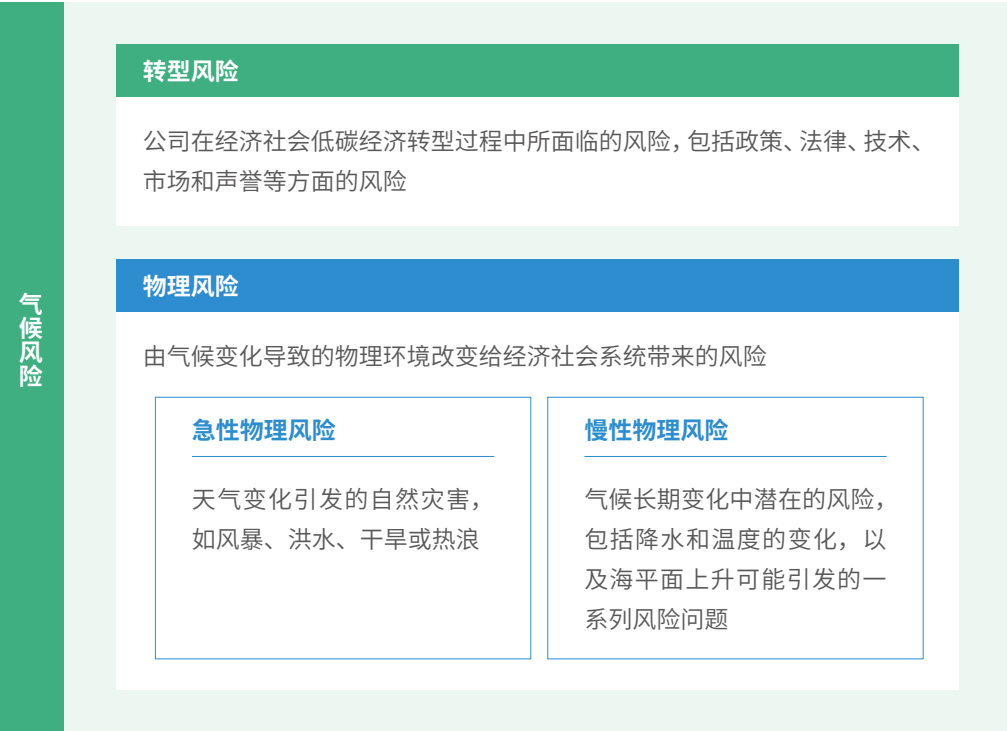 气候风险
转型风险
公司在经济社会低碳经济转型过程中所面临的风险，包括政策、法律、技术、
市场和声誉等方面的风险
物理风险
由气候变化导致的物理环境改变给经济社会系统带来的风险
急性物理风险
天气变化引发的自然灾害，
如风暴、洪水、干旱或热浪
慢性物理风险
气候长期变化中潜在的风险，
包括降水和温度的变化，以
及海平面上升可能引发的一
系列风险问题